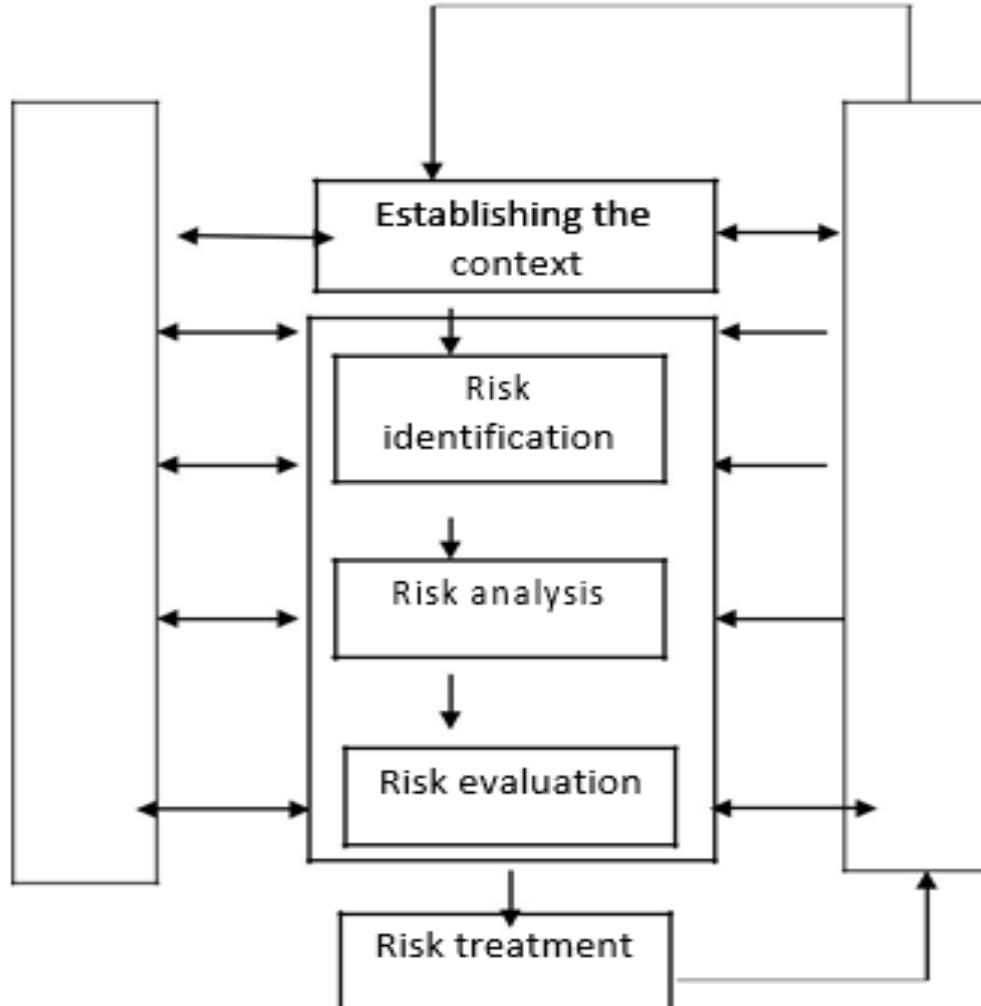 Establishing the
context
Risk
identification
Risk analysis
Risk evaluation
Risk treatment